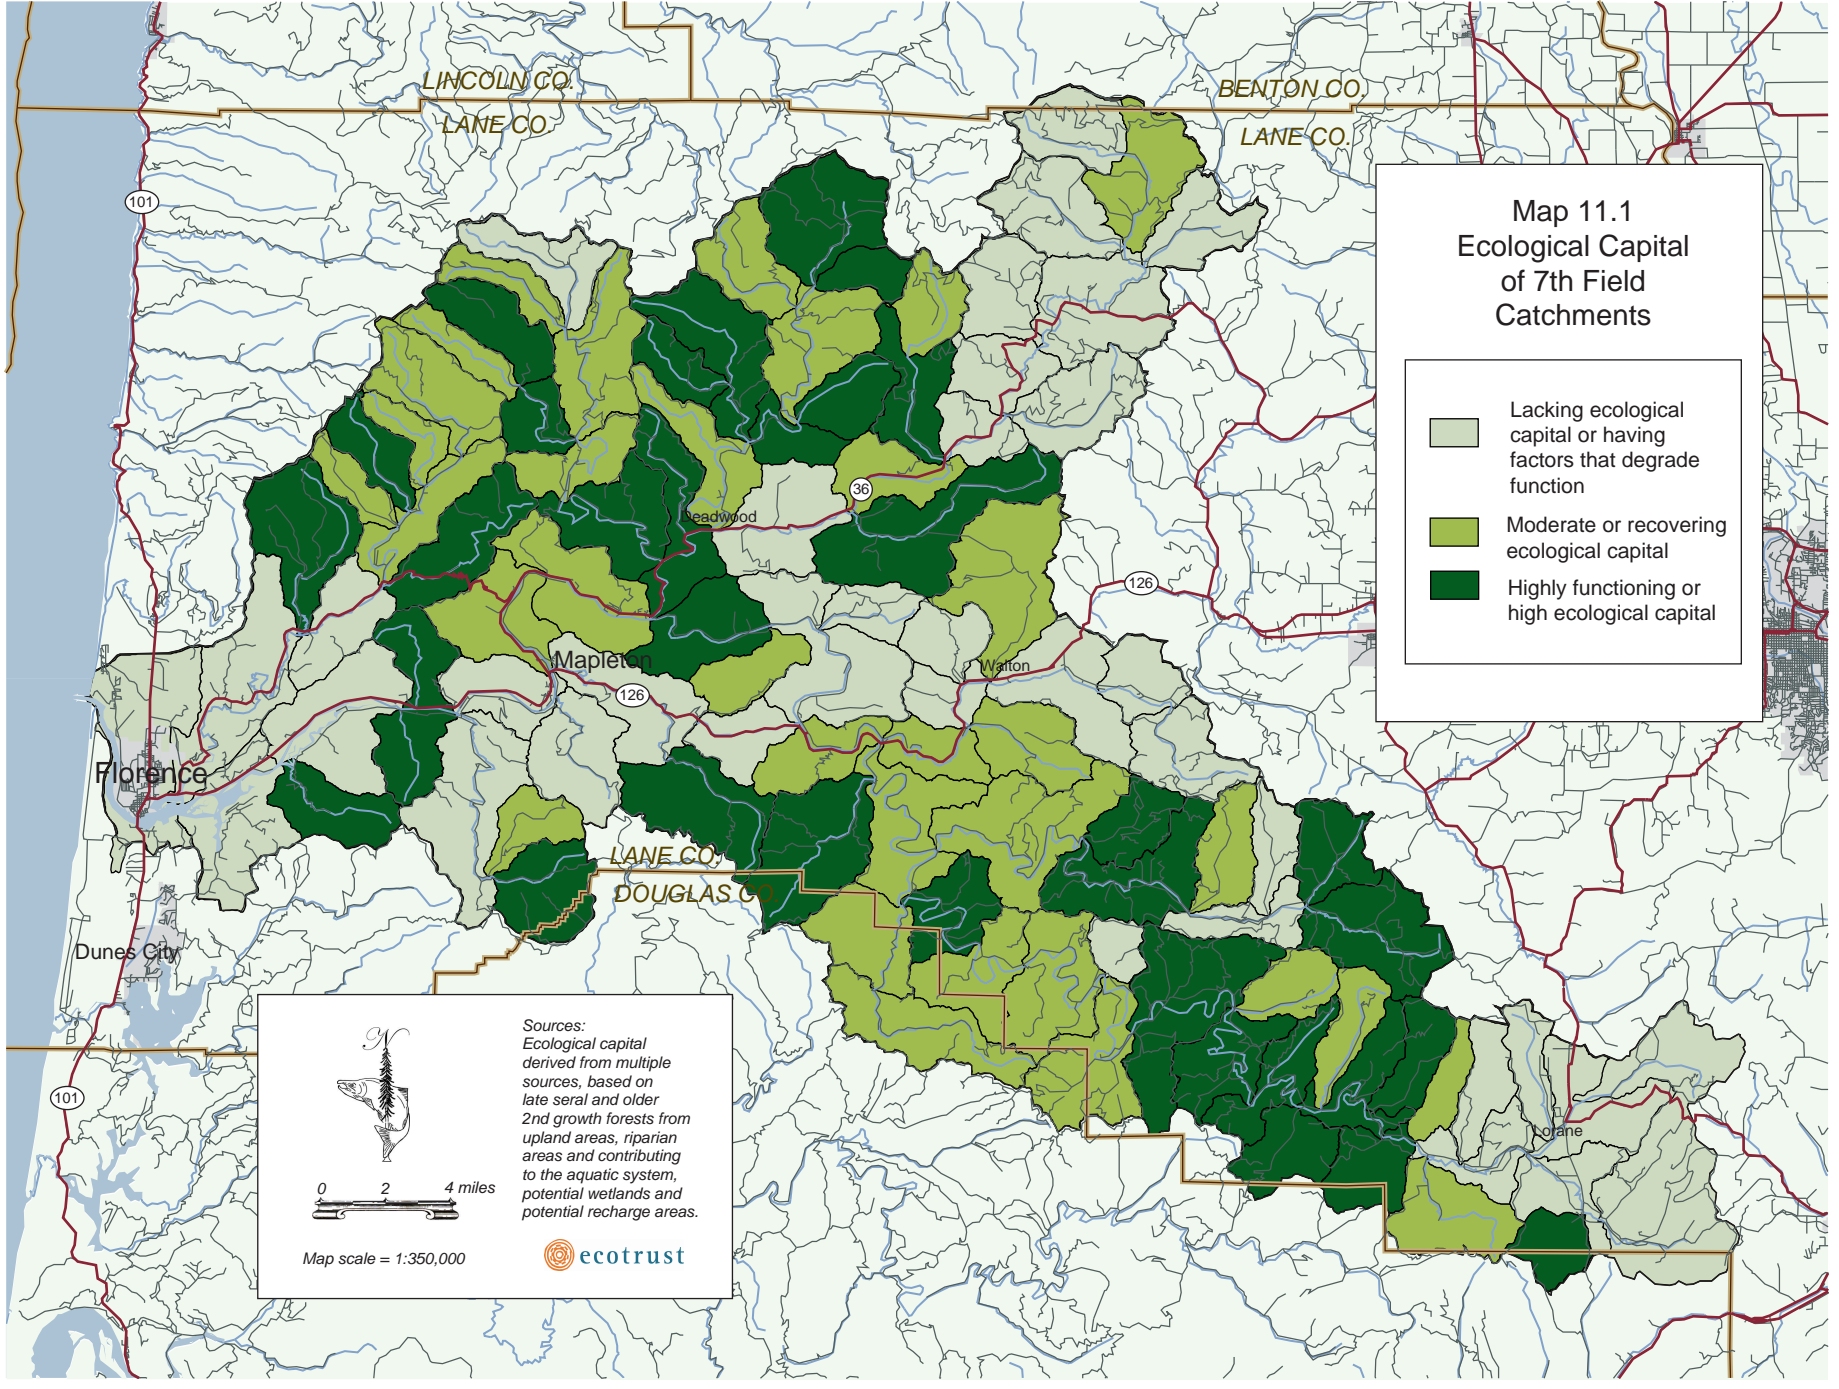 LINCOLN CO.
LANE CO.
BENTON CO.
LANE CO.
101
Map 11.1
Ecological Capital
of 7th Field
Catchments
Lacking ecological
capital or having
factors that degrade
function
Moderate or recovering
ecological capital
Highly functioning or
high ecological capital
36
Deadwood
126
Mapleton
Walton
126
Florence
LANE CO.
DOUGLAS CO
Dunes City
101
Lorane
N
0 2 4 miles
Map scale = 1:350,000
Sources:
Ecological capital
derived from multiple
sources, based on
late seral and older
2nd growth forests from
upland areas, riparian
areas and contributing
to the aquatic system,
potential wetlands and
potential recharge areas.
ecotrust